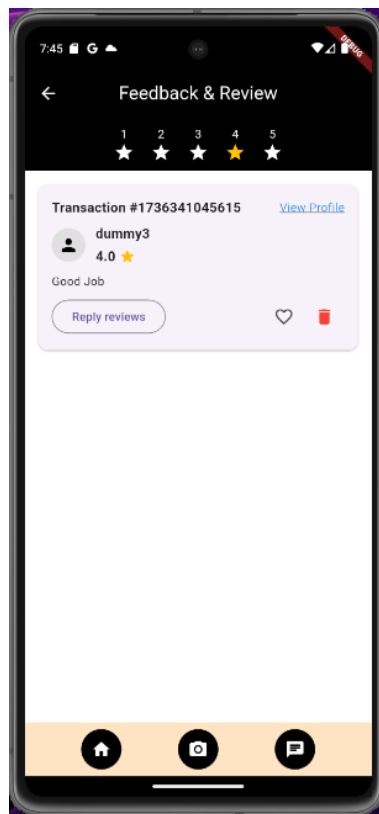 7:45 G
DEBUG
Feedback & Review
1 2 3 4 5
Transaction #1736341045615 View Profile
dummy3
4.0
Good Job
Reply reviews